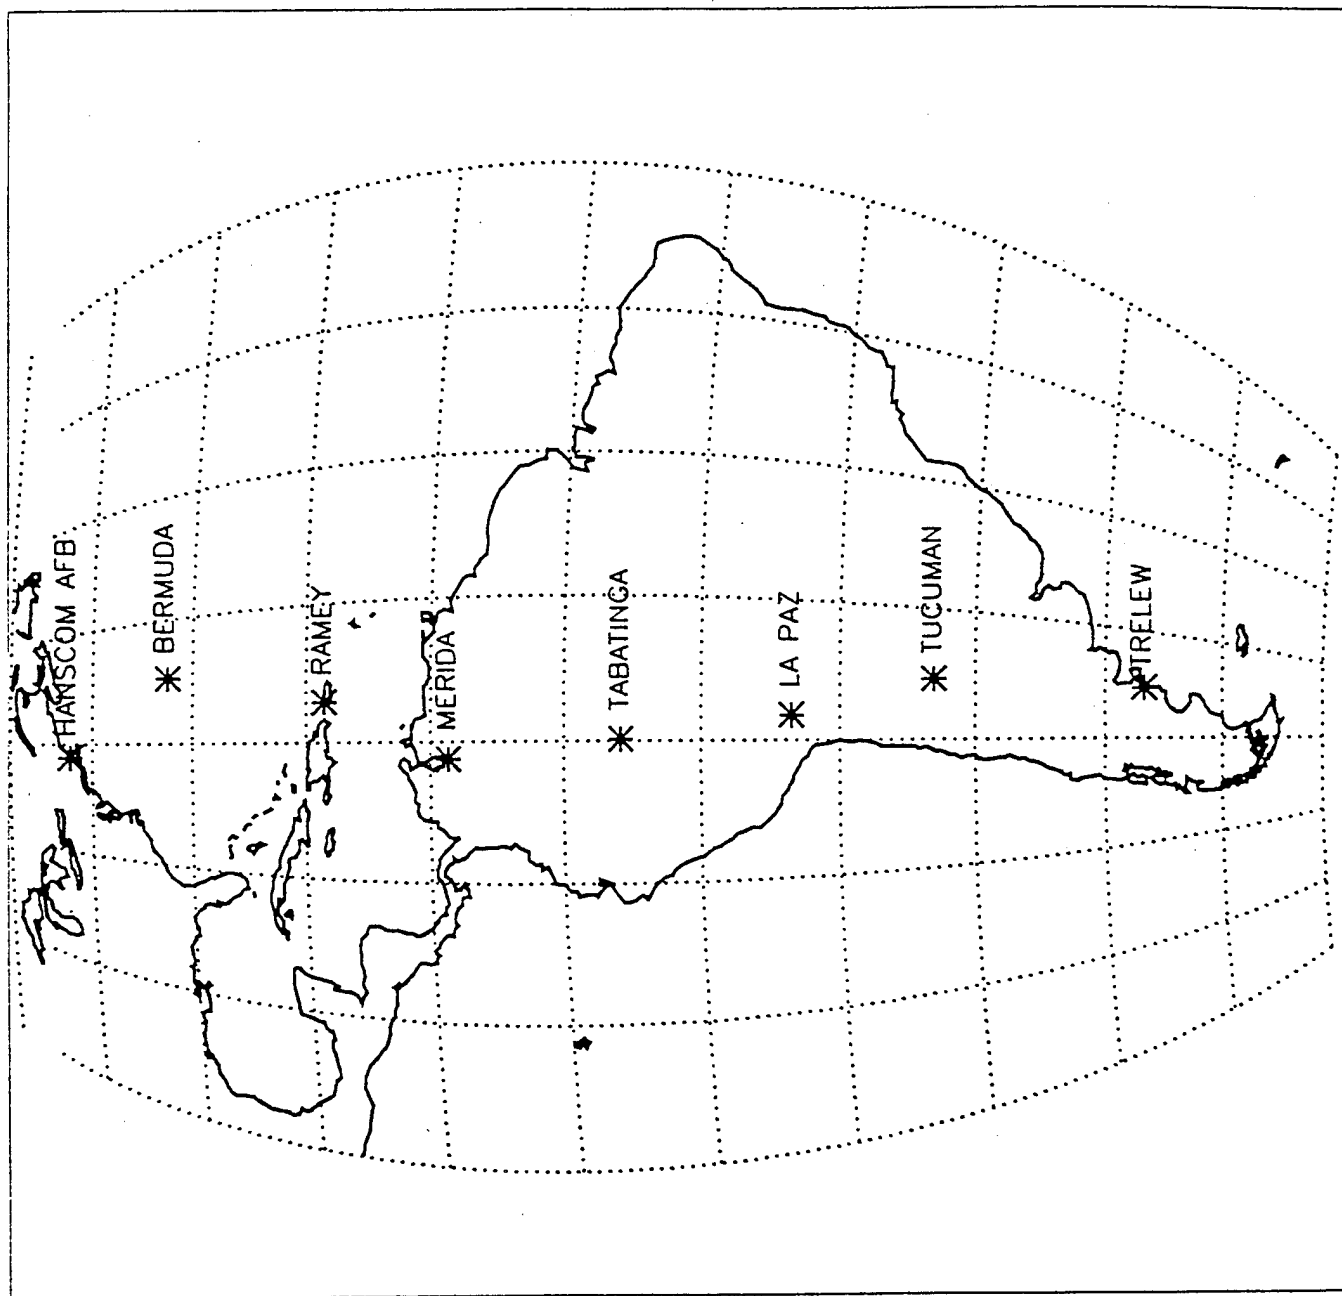 HANSCOM AFB
BERMUDA
RAMEY
MERIDA
TABATINGA
LA PAZ
TUCUMAN
TRELEW